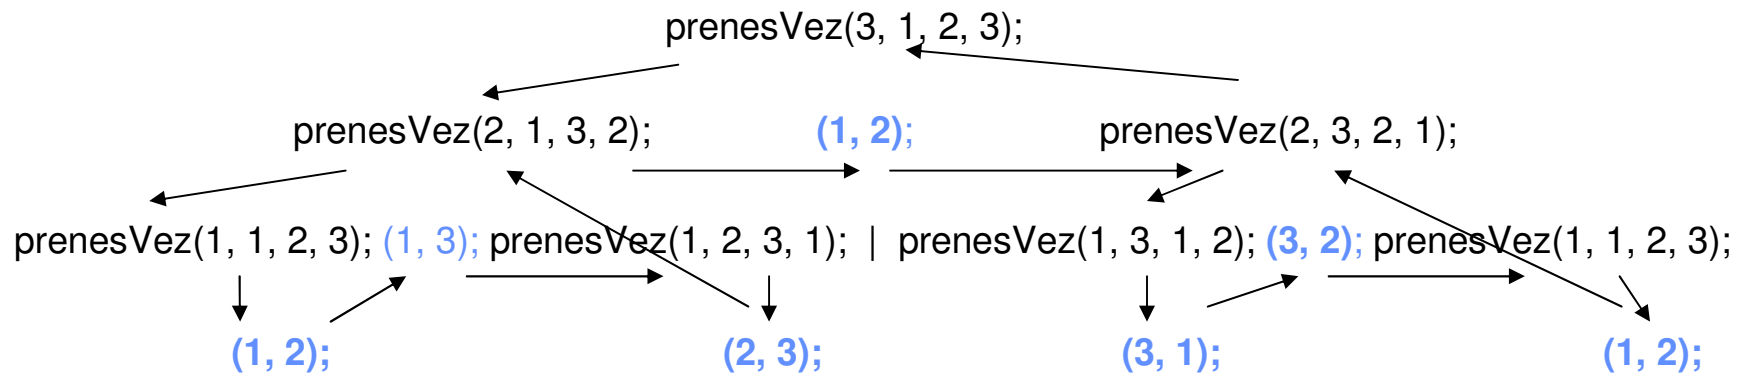 prenesVez(3, 1, 2, 3);
prenesVez(2, 1, 3, 2); (1, 2); prenesVez(2, 3, 2, 1);
prenesVez(1, 1, 2, 3); (1, 3); prenesVez(1, 2, 3, 1); | prenesVez(1, 3, 1, 2); (3, 2); prenesVez(1, 1, 2, 3);
(1, 2); (2, 3); (3, 1); (1, 2);